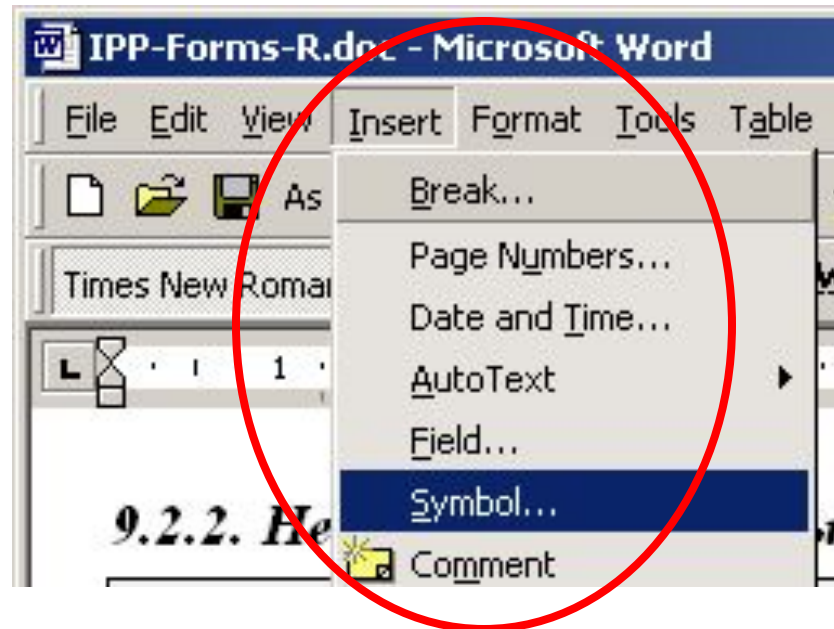 IPP-Forms-R.doc - Microsoft Word
File Edit View Insert Format Tools Table
As
Break...
Page Numbers...
Times New Roma
Date and Time...
L 1
AutoText
Field...
Symbol...
9.2.2. He
Comment